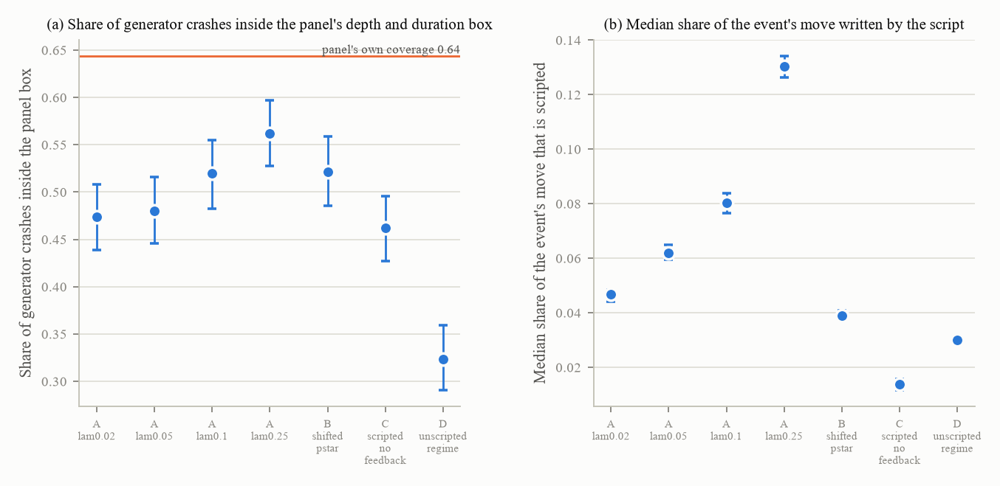 (a) Share of generator crashes inside the panel's depth and duration box
Share of generator crashes inside the panel box
0.65
0.60
0.55
0.50
0.45
0.40
0.35
0.30
panel's own coverage 0.64
A
lam0.02
A
lam0.05
A
lam0.1
A
lam0.25
B
shifted
pstar
C
scripted
no
feedback
D
unscripted
regime
(b) Median share of the event's move written by the script
Median share of the event's move that is scripted
0.14
0.12
0.10
0.08
0.06
0.04
0.02
A
lam0.02
A
lam0.05
A
lam0.1
A
lam0.25
B
shifted
pstar
C
scripted
no
feedback
D
unscripted
regime